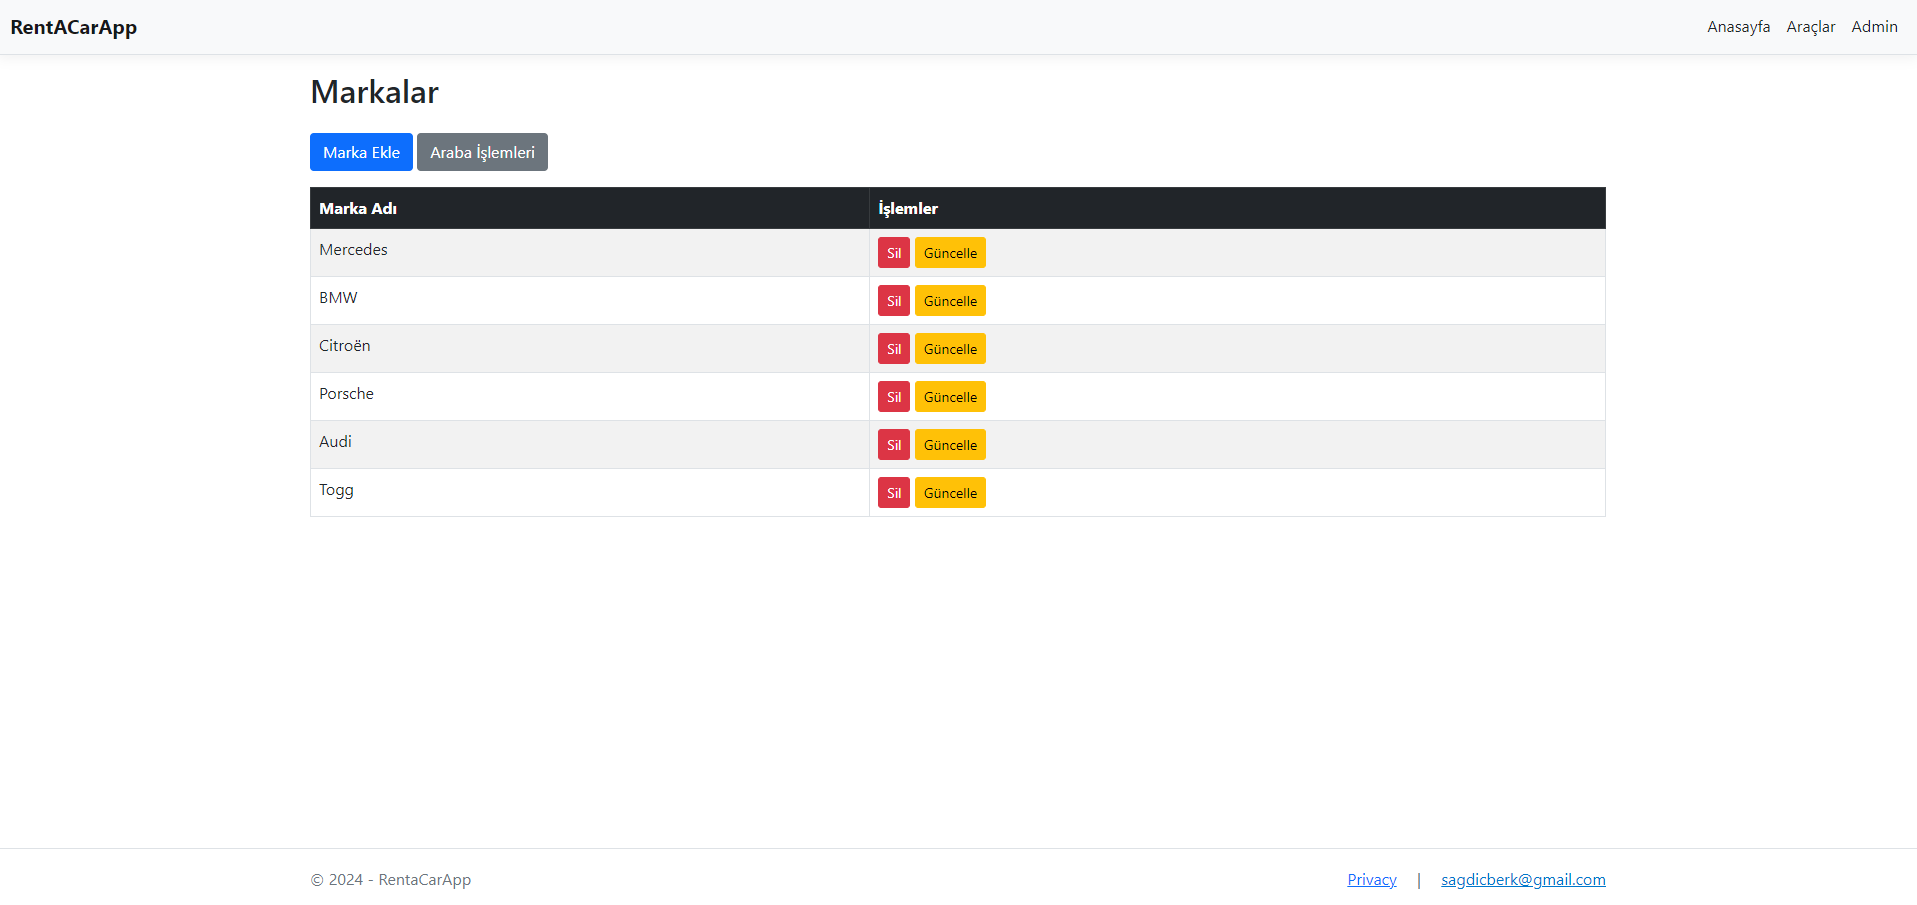 RentACarApp Anasayfa Araçlar Admin
Markalar
Marka Ekle Araba İşlemleri
Marka Adı İşlemler
Mercedes Sil Güncelle
BMW Sil Güncelle
Citroën Sil Güncelle
Porsche Sil Güncelle
Audi Sil Güncelle
Togg Sil Güncelle
© 2024 - RentaCarApp Privacy | sagdicberk@gmail.com